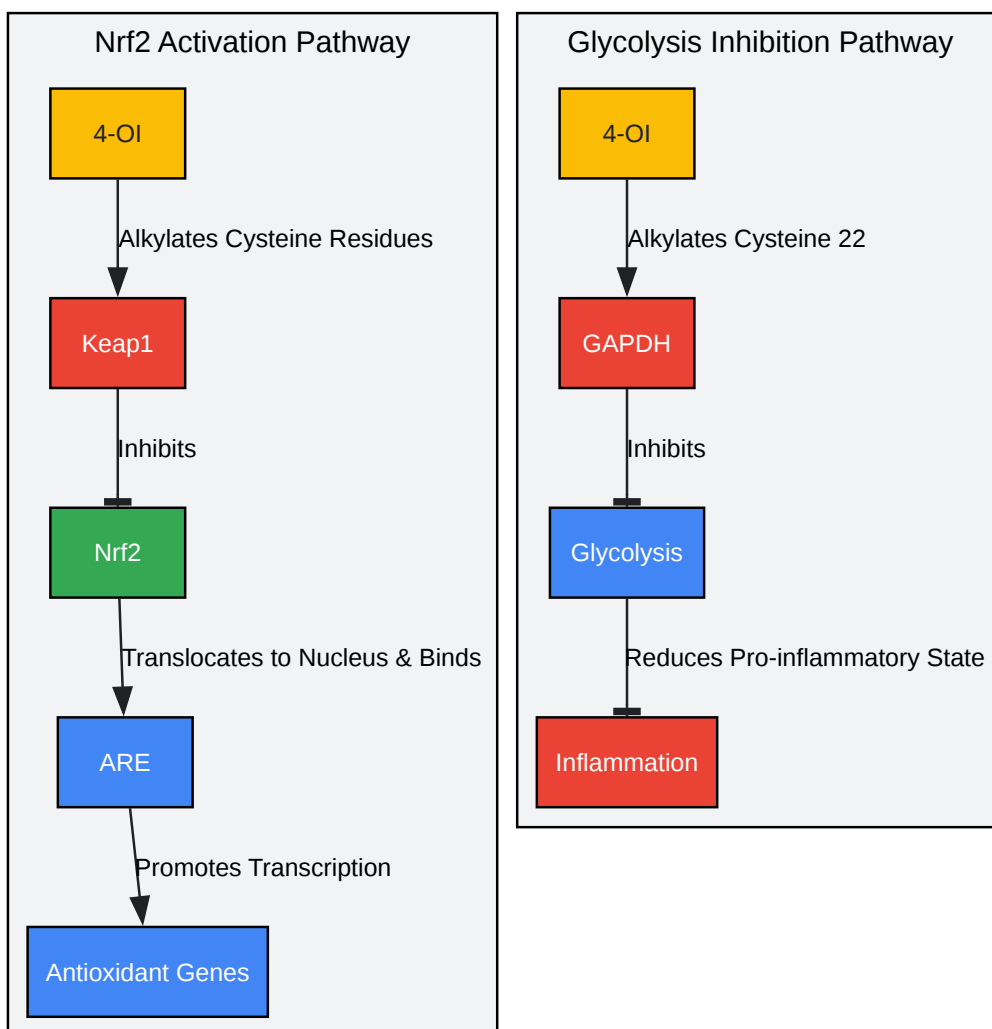 Nrf2 Activation Pathway
4-OI
Alkylates Cysteine Residues
Keap1
Inhibits
Nrf2
Translocates to Nucleus & Binds
ARE
Promotes Transcription
Antioxidant Genes
Glycolysis Inhibition Pathway
4-OI
Alkylates Cysteine 22
GAPDH
Inhibits
Glycolysis
Reduces Pro-inflammatory State
Inflammation